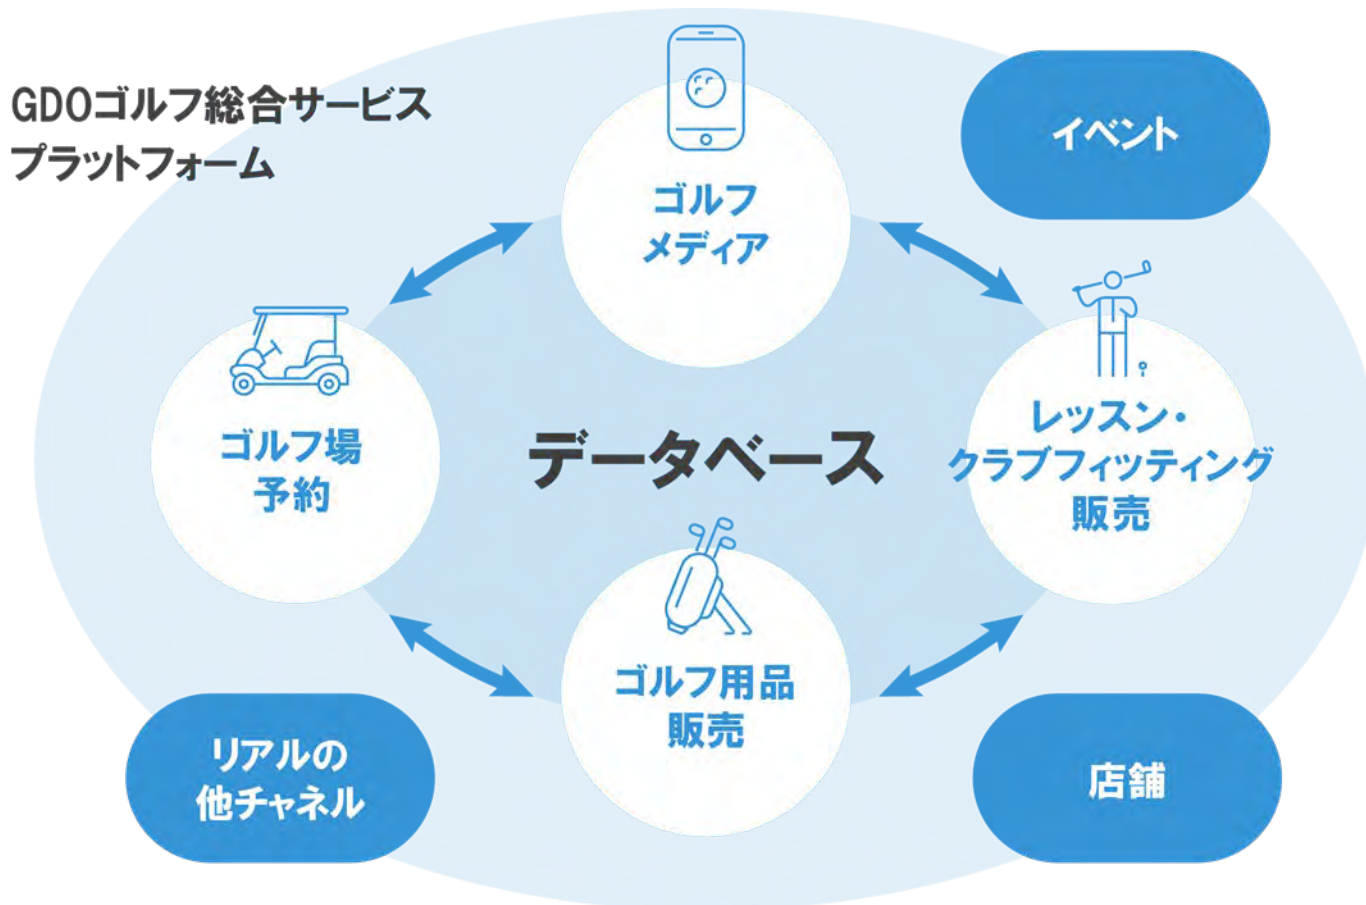 GDOゴルフ総合サービス
プラットフォーム
ゴルフ
メディア
イベント
ゴルフ場
予約
データベース
レッスン・
クラブフィッティング
販売
ゴルフ用品
販売
リアルの
他チャネル
店舗